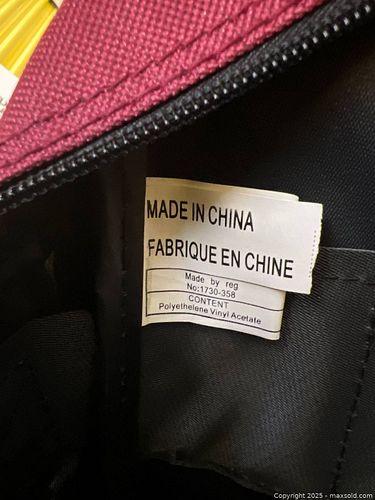 MADE IN CHINA
FABRIQUE EN CHINE
Made by reg
No:1730-358
CONTENT
Polyethelene Vinyl Acetate
Copyright 2025 - maxsold.com